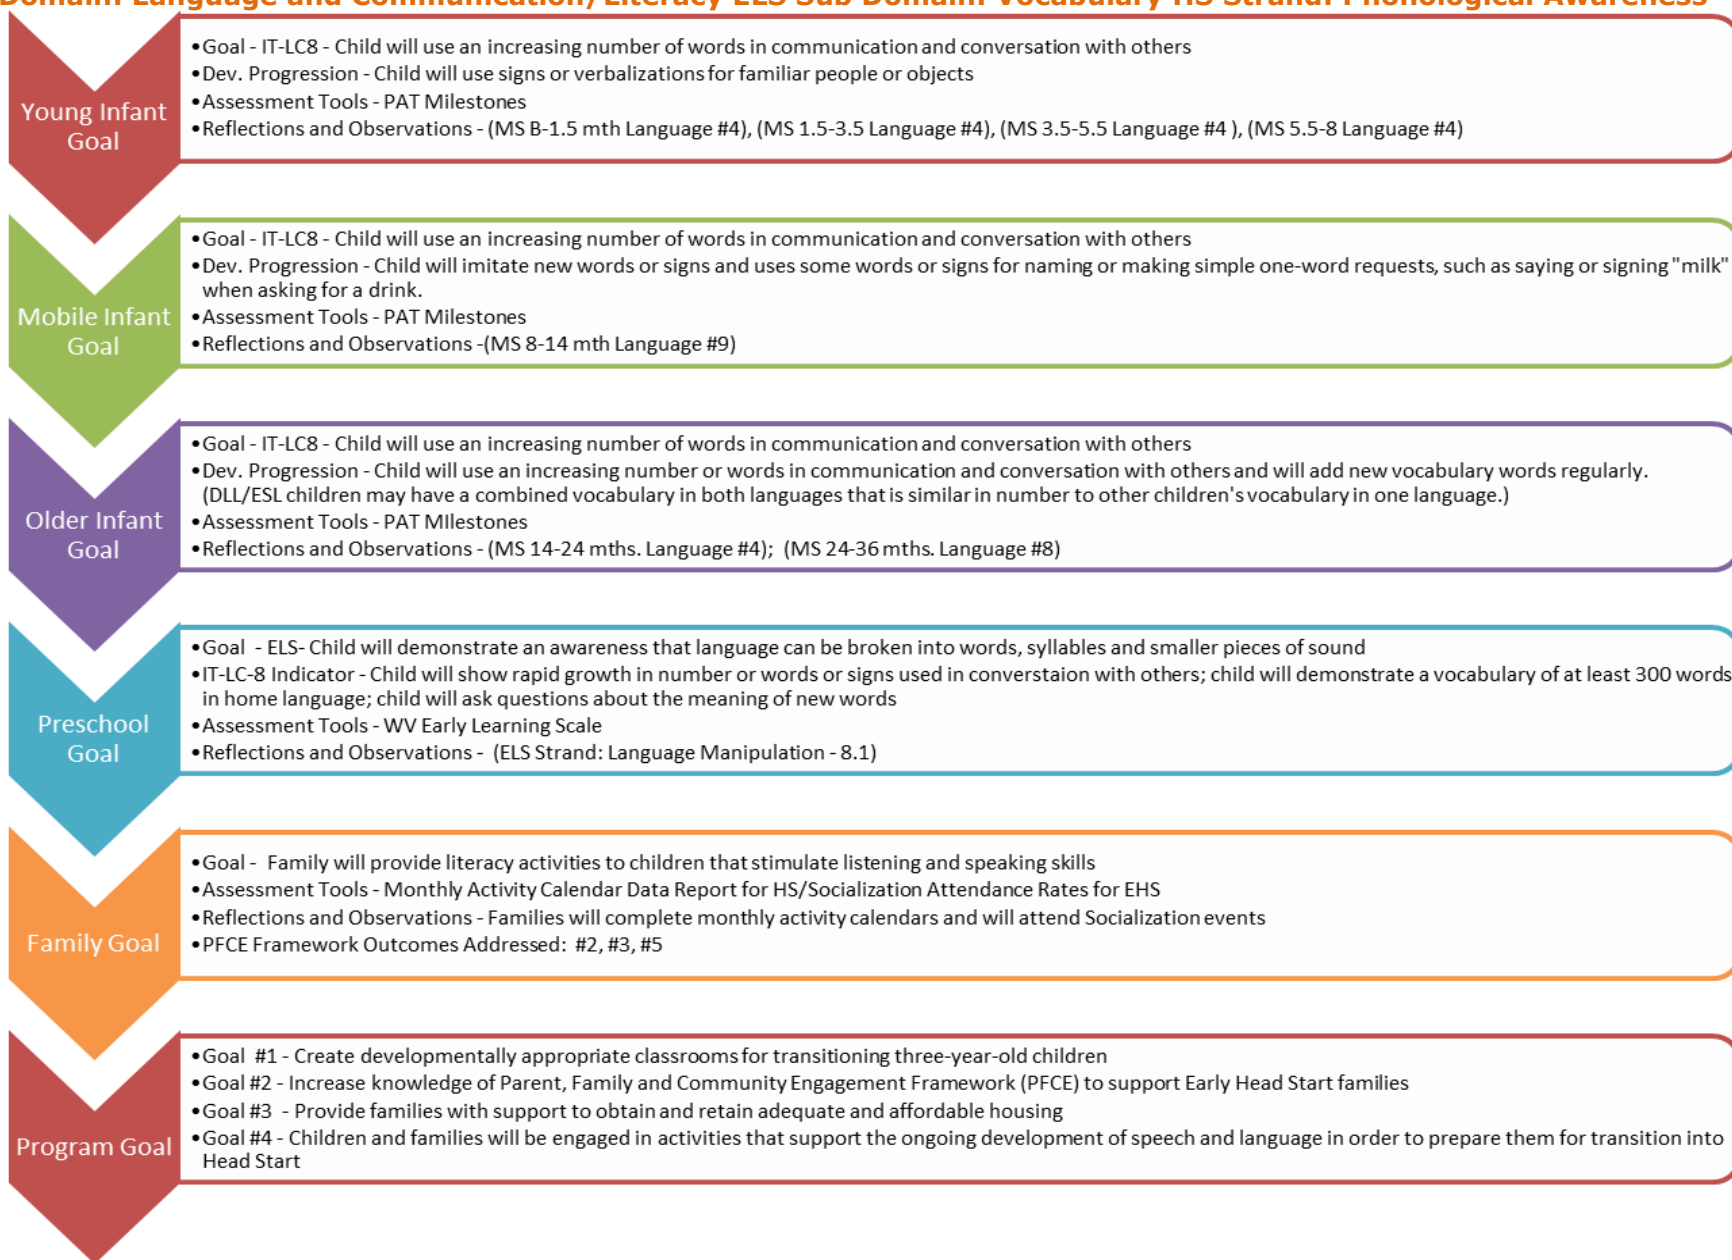 Domain: Language and Communication/Literacy ELS Sub Domain: Vocabulary HS Strand: Phonological Awareness
Young Infant
Goal
•Goal - IT-LC8 - Child will use an increasing number of words in communication and conversation with others
•Dev. Progression - Child will use signs or verbalizations for familiar people or objects
•Assessment Tools - PAT Milestones
•Reflections and Observations - (MS B-1.5 mth Language #4), (MS 1.5-3.5 Language #4), (MS 3.5-5.5 Language #4 ), (MS 5.5-8 Language #4)
Mobile Infant
Goal
•Goal - IT-LC8 - Child will use an increasing number of words in communication and conversation with others
•Dev. Progression - Child will imitate new words or signs and uses some words or signs for naming or making simple one-word requests, such as saying or signing "milk"
when asking for a drink.
•Assessment Tools - PAT Milestones
•Reflections and Observations -(MS 8-14 mth Language #9)
Older Infant
Goal
•Goal - IT-LC8 - Child will use an increasing number of words in communication and conversation with others
•Dev. Progression - Child will use an increasing number or words in communication and conversation with others and will add new vocabulary words regularly.
(DLL/ESL children may have a combined vocabulary in both languages that is similar in number to other children's vocabulary in one language.)
•Assessment Tools - PAT MIlestones
•Reflections and Observations - (MS 14-24 mths. Language #4);  (MS 24-36 mths. Language #8)
Preschool
Goal
•Goal  - ELS- Child will demonstrate an awareness that language can be broken into words, syllables and smaller pieces of sound
•IT-LC-8 Indicator - Child will show rapid growth in number or words or signs used in converstaion with others; child will demonstrate a vocabulary of at least 300 words
in home language; child will ask questions about the meaning of new words
•Assessment Tools - WV Early Learning Scale
•Reflections and Observations -  (ELS Strand: Language Manipulation - 8.1)
Family Goal
•Goal -  Family will provide literacy activities to children that stimulate listening and speaking skills
•Assessment Tools - Monthly Activity Calendar Data Report for HS/Socialization Attendance Rates for EHS
•Reflections and Observations - Families will complete monthly activity calendars and will attend Socialization events
•PFCE Framework Outcomes Addressed:  #2, #3, #5
Program Goal
•Goal  #1 - Create developmentally appropriate classrooms for transitioning three-year-old children
•Goal #2 - Increase knowledge of Parent, Family and Community Engagement Framework (PFCE) to support Early Head Start families
•Goal #3  - Provide families with support to obtain and retain adequate and affordable housing
•Goal #4 - Children and families will be engaged in activities that support the ongoing development of speech and language in order to prepare them for transition into
Head Start